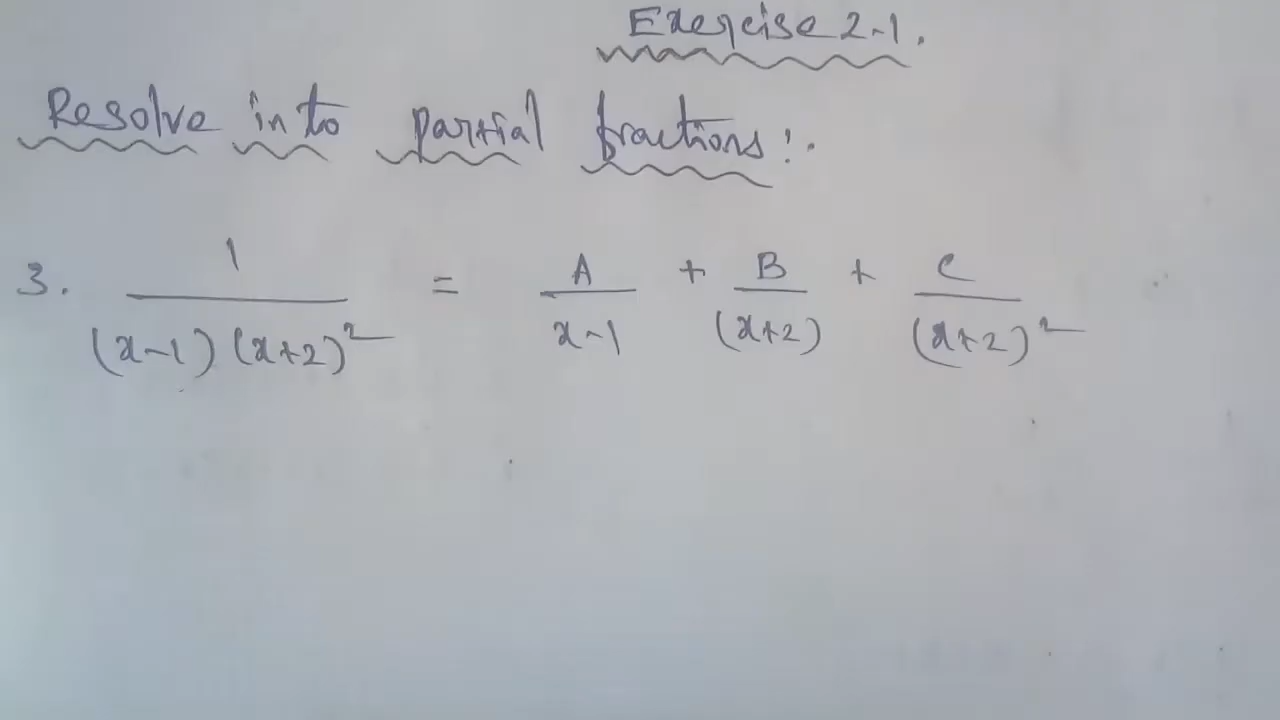 Exercise 2.1.
Resolve into partial fractions:.
3. 1/((x-1)(x+2)²) = A/(x-1) + B/(x+2) + C/(x+2)²